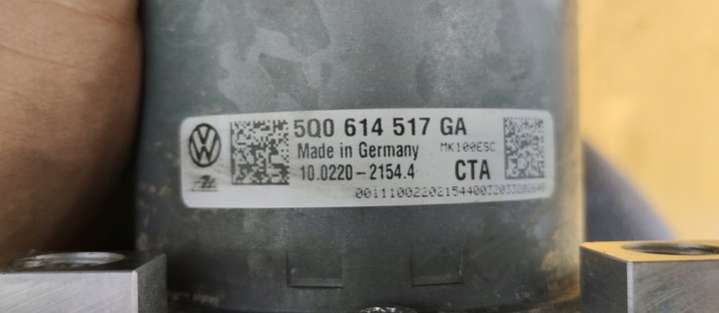 5Q0 614 517 GA
Made in Germany MK100ESC
10.0220-2154.4 CTA